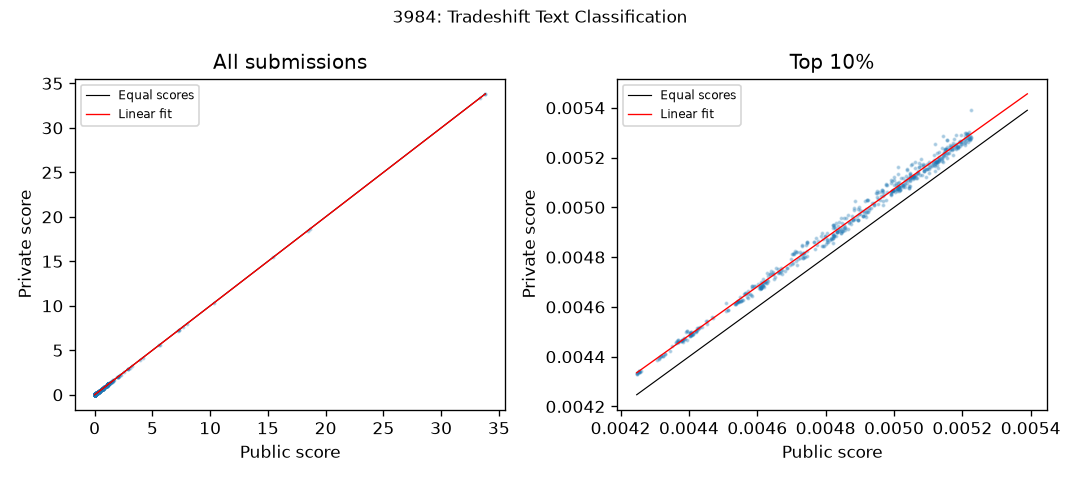 3984: Tradeshift Text Classification
All submissions
Equal scores
Linear fit
35
30
25
20
15
10
5
0
Private score
0 5 10 15 20 25 30 35
Public score
Top 10%
Equal scores
Linear fit
0.0054
0.0052
0.0050
0.0048
0.0046
0.0044
0.0042
Private score
0.0042 0.0044 0.0046 0.0048 0.0050 0.0052 0.0054
Public score